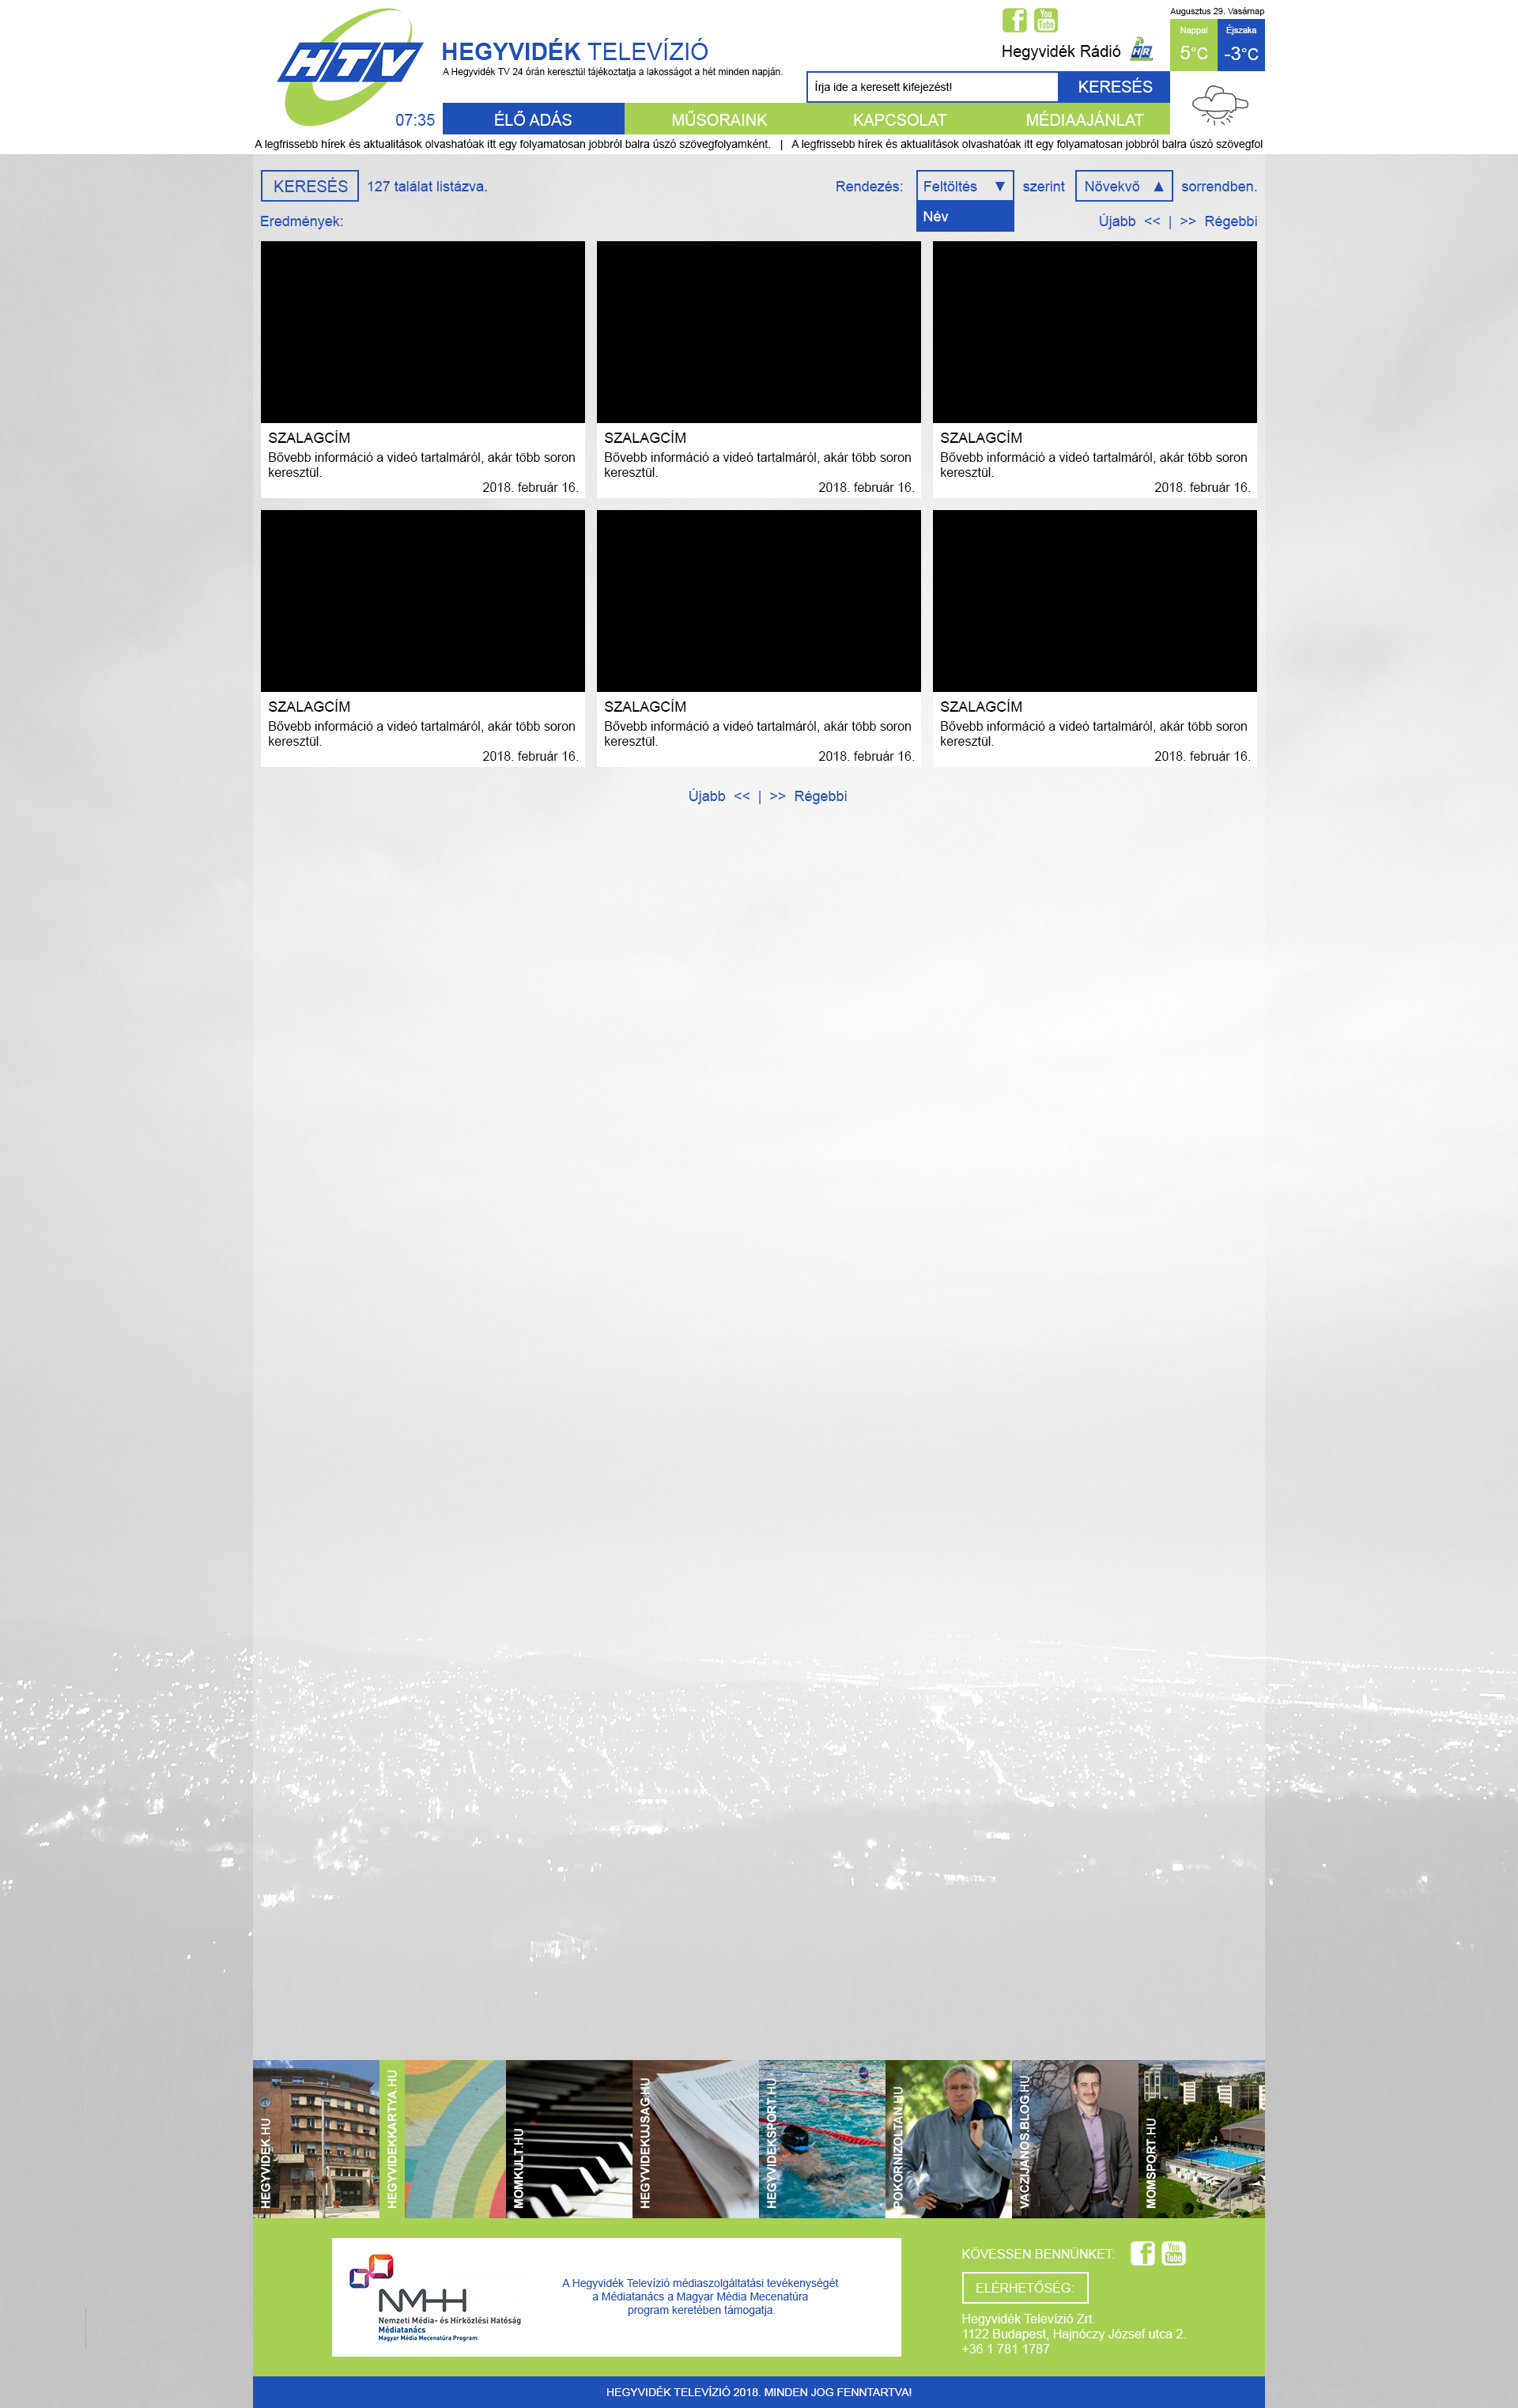 Augusztus 29. Vasárnap
f You Tube
Nappal Éjszaka
HTV
HEGYVIDÉK TELEVÍZIÓ
Hegyvidék Rádió HR
5°C -3°C
A Hegyvidék TV 24 órán keresztül tájékoztatja a lakosságot a hét minden napján.
Írja ide a keresett kifejezést! KERESÉS
07:35 ÉLŐ ADÁS MŰSORAINK KAPCSOLAT MÉDIAAJÁNLAT
A legfrissebb hírek és aktualitások olvashatóak itt egy folyamatosan jobbról balra úszó szövegfolyamként. | A legfrissebb hírek és aktualitások olvashatóak itt egy folyamatosan jobbról balra úszó szövegfol
KERESÉS 127 találat listázva. Rendezés: Feltöltés ▼ szerint Növekvő ▲ sorrendben.
Név
Eredmények: Újabb << | >> Régebbi
SZALAGCÍM
Bővebb információ a videó tartalmáról, akár több soron
keresztül.
2018. február 16.
SZALAGCÍM
Bővebb információ a videó tartalmáról, akár több soron
keresztül.
2018. február 16.
SZALAGCÍM
Bővebb információ a videó tartalmáról, akár több soron
keresztül.
2018. február 16.
SZALAGCÍM
Bővebb információ a videó tartalmáról, akár több soron
keresztül.
2018. február 16.
SZALAGCÍM
Bővebb információ a videó tartalmáról, akár több soron
keresztül.
2018. február 16.
SZALAGCÍM
Bővebb információ a videó tartalmáról, akár több soron
keresztül.
2018. február 16.
Újabb << | >> Régebbi
HEGYVIDEK.HU
HEGYVIDEKKARTYA.HU
MOMKULT.HU
HEGYVIDEKUJSAG.HU
HEGYVIDEKSPORT.HU
POKORNIZOLTAN.HU
VACZIJANOS.BLOG.HU
MOMSPORT.HU
NMHH
Nemzeti Média- és Hírközlési Hatóság
Médiatanács
Magyar Média Mecenatúra Program
A Hegyvidék Televízió médiaszolgáltatási tevékenységét
a Médiatanács a Magyar Média Mecenatúra
program keretében támogatja.
KÖVESSEN BENNÜNKET: f You Tube
ELÉRHETŐSÉG:
Hegyvidék Televízió Zrt.
1122 Budapest, Hajnóczy József utca 2.
+36 1 781 1787
HEGYVIDÉK TELEVÍZIÓ 2018. MINDEN JOG FENNTARTVA!